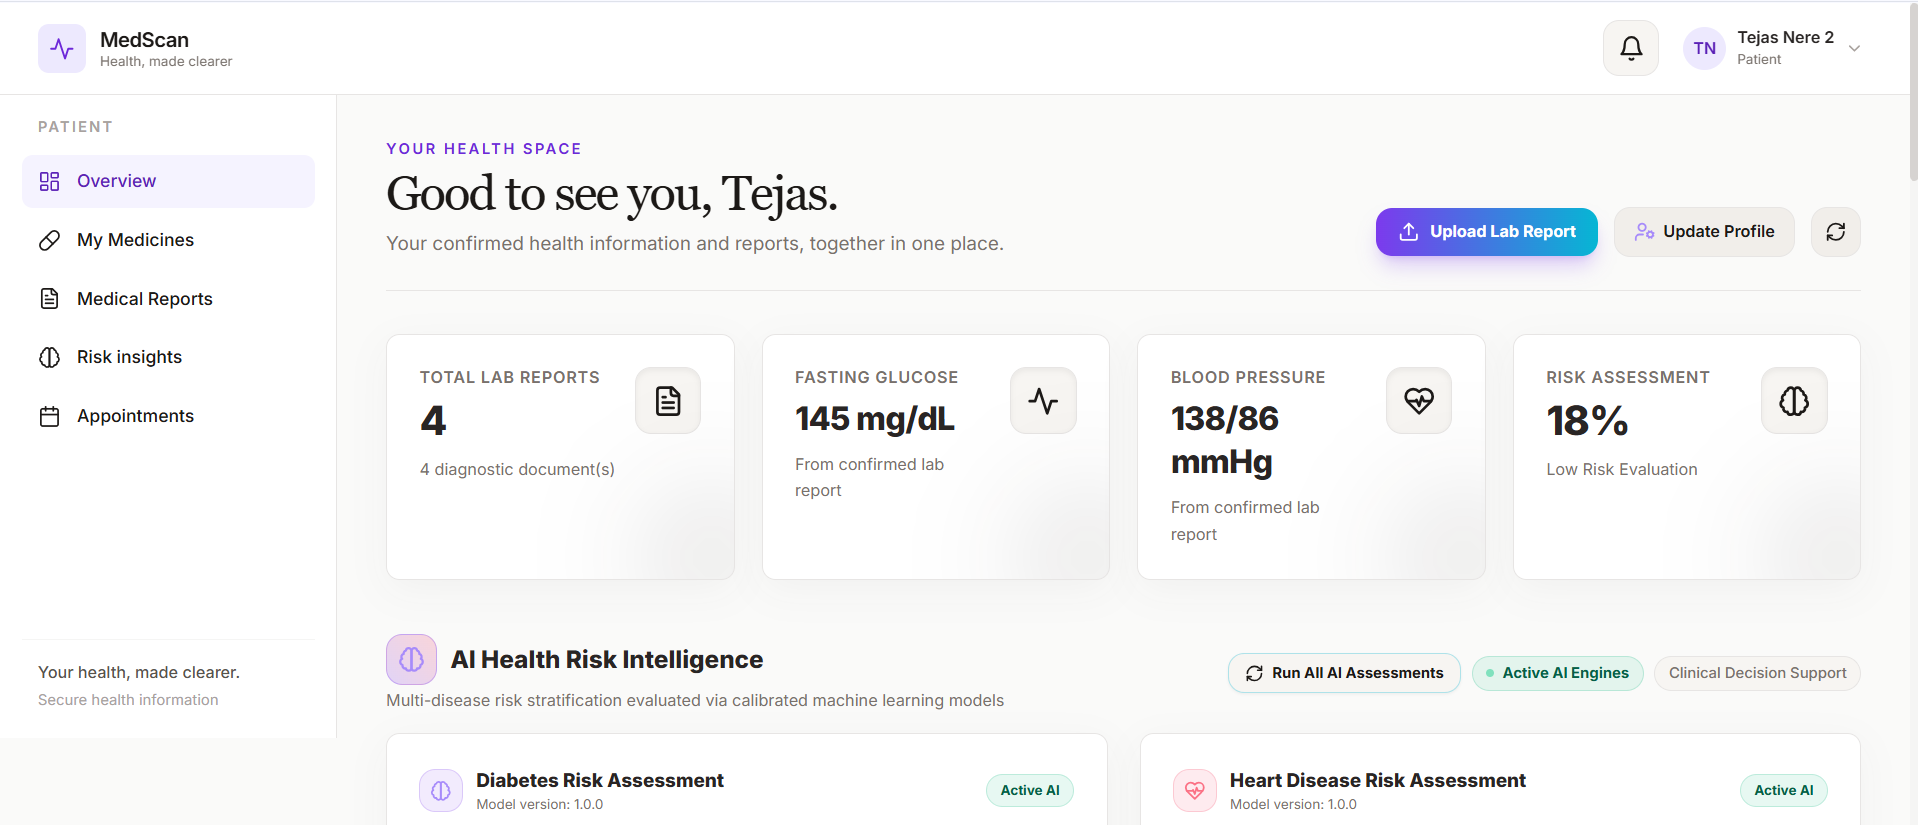 MedScan
Health, made clearer
TN
Tejas Nere 2
Patient
PATIENT
Overview
My Medicines
Medical Reports
Risk insights
Appointments
Your health, made clearer.
Secure health information
YOUR HEALTH SPACE
Good to see you, Tejas.
Your confirmed health information and reports, together in one place.
Upload Lab Report
Update Profile
TOTAL LAB REPORTS
4
4 diagnostic document(s)
FASTING GLUCOSE
145 mg/dL
From confirmed lab
report
BLOOD PRESSURE
138/86
mmHg
From confirmed lab
report
RISK ASSESSMENT
18%
Low Risk Evaluation
AI Health Risk Intelligence
Multi-disease risk stratification evaluated via calibrated machine learning models
Run All AI Assessments
Active AI Engines
Clinical Decision Support
Diabetes Risk Assessment
Model version: 1.0.0
Active AI
Heart Disease Risk Assessment
Model version: 1.0.0
Active AI